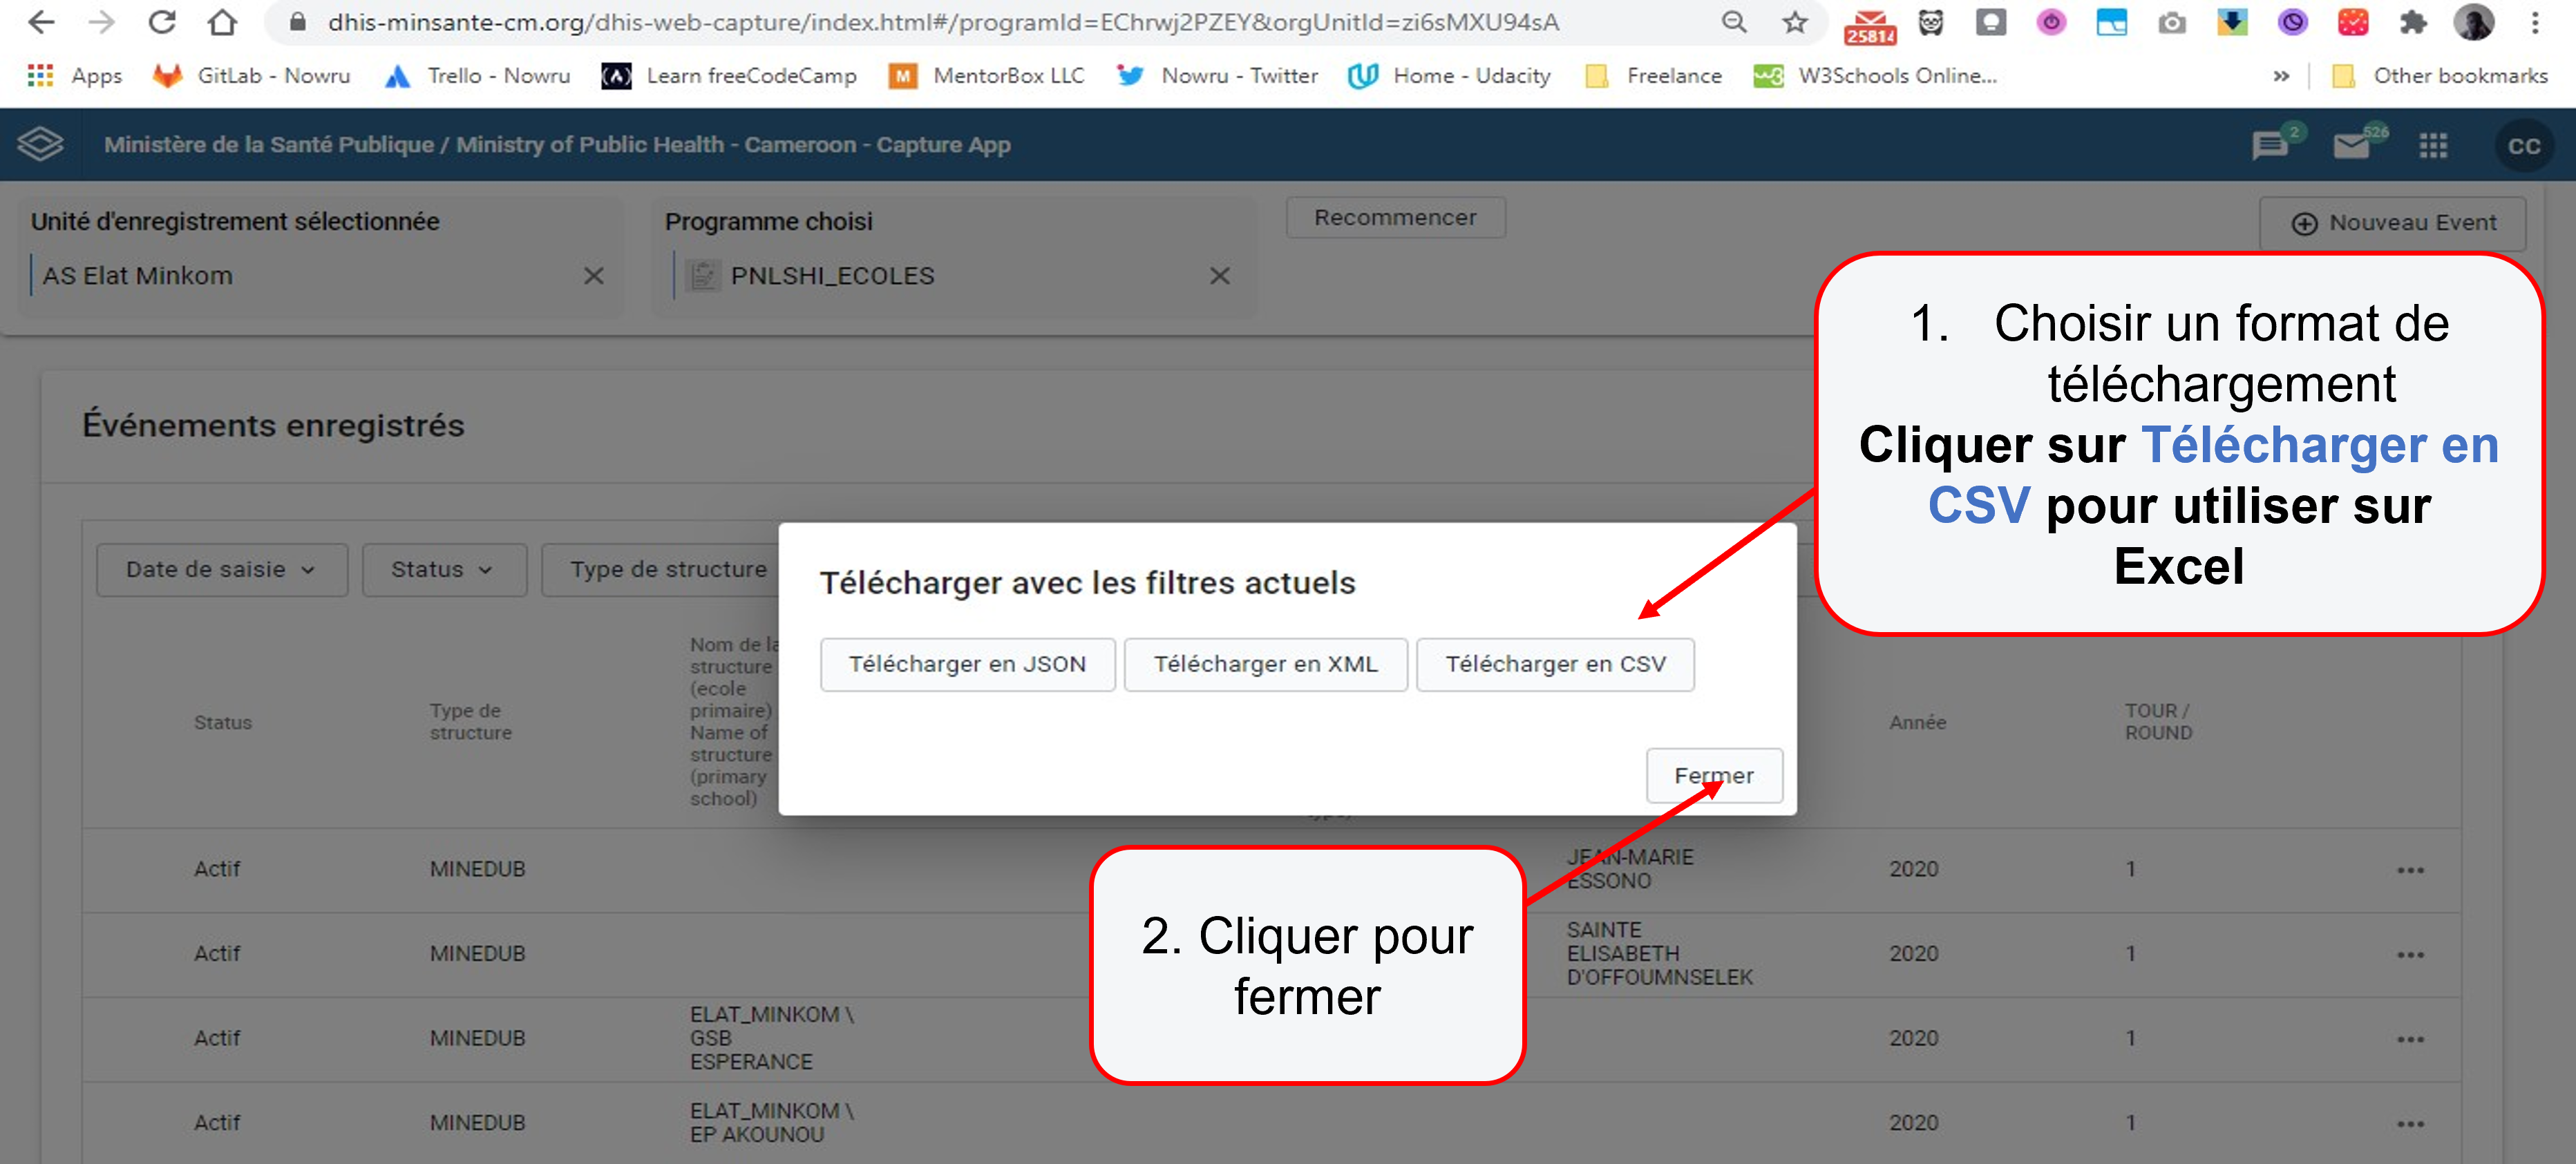 dhis-minsante-cm.org/dhis-web-capture/index.html#/programId=EChrwj2PZEY&orgUnitId=zi6sMXU94sA
25814
Apps GitLab - Nowru Trello - Nowru Learn freeCodeCamp MentorBox LLC Nowru - Twitter Home - Udacity Freelance W3Schools Online... » Other bookmarks
Ministère de la Santé Publique / Ministry of Public Health - Cameroon - Capture App 2 526 CC
Unité d'enregistrement sélectionnée
AS Elat Minkom
Programme choisi
PNLSHI_ECOLES
Recommencer
Nouveau Event
1. Choisir un format de
téléchargement
Cliquer sur Télécharger en
CSV pour utiliser sur
Excel
Événements enregistrés
Date de saisie Status Type de structure
Télécharger avec les filtres actuels
Télécharger en JSON Télécharger en XML Télécharger en CSV
Fermer
Status
Type de
structure
Nom de la
structure
(ecole
primaire)
Name of
structure
(primary
school)
Année
TOUR /
ROUND
2. Cliquer pour
fermer
Actif MINEDUB JEAN-MARIE
ESSONO 2020 1
Actif MINEDUB SAINTE
ELISABETH
D'OFFOUMNSELEK 2020 1
Actif MINEDUB ELAT_MINKOM \
GSB
ESPERANCE 2020 1
Actif MINEDUB ELAT_MINKOM \
EP AKOUNOU 2020 1